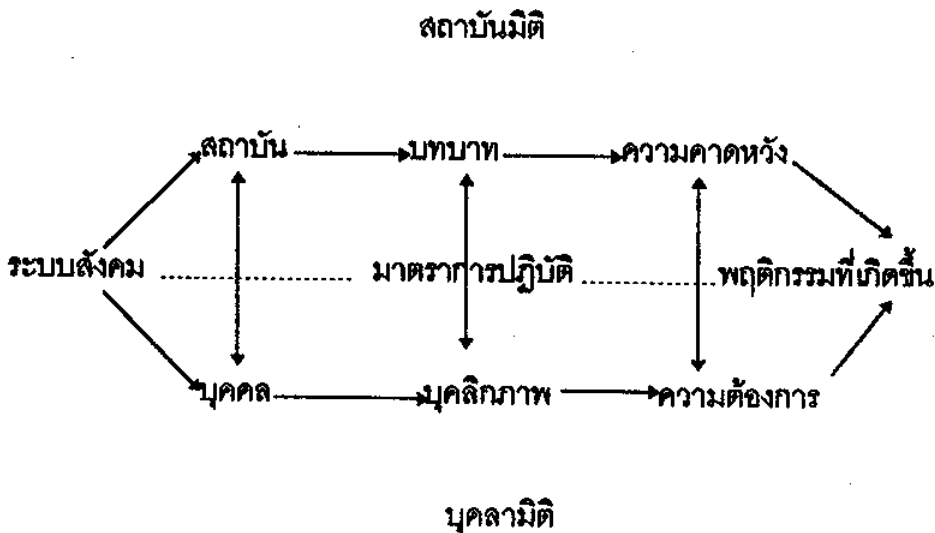 สถาบันมิติ
สถาบัน บทบาท ความคาดหวัง
ระบบสังคม ........................ มาตราการปฏิบัติ .................. พฤติกรรมที่เกิดขึ้น
บุคคล บุคลิกภาพ ความต้องการ
บุคลามิติ